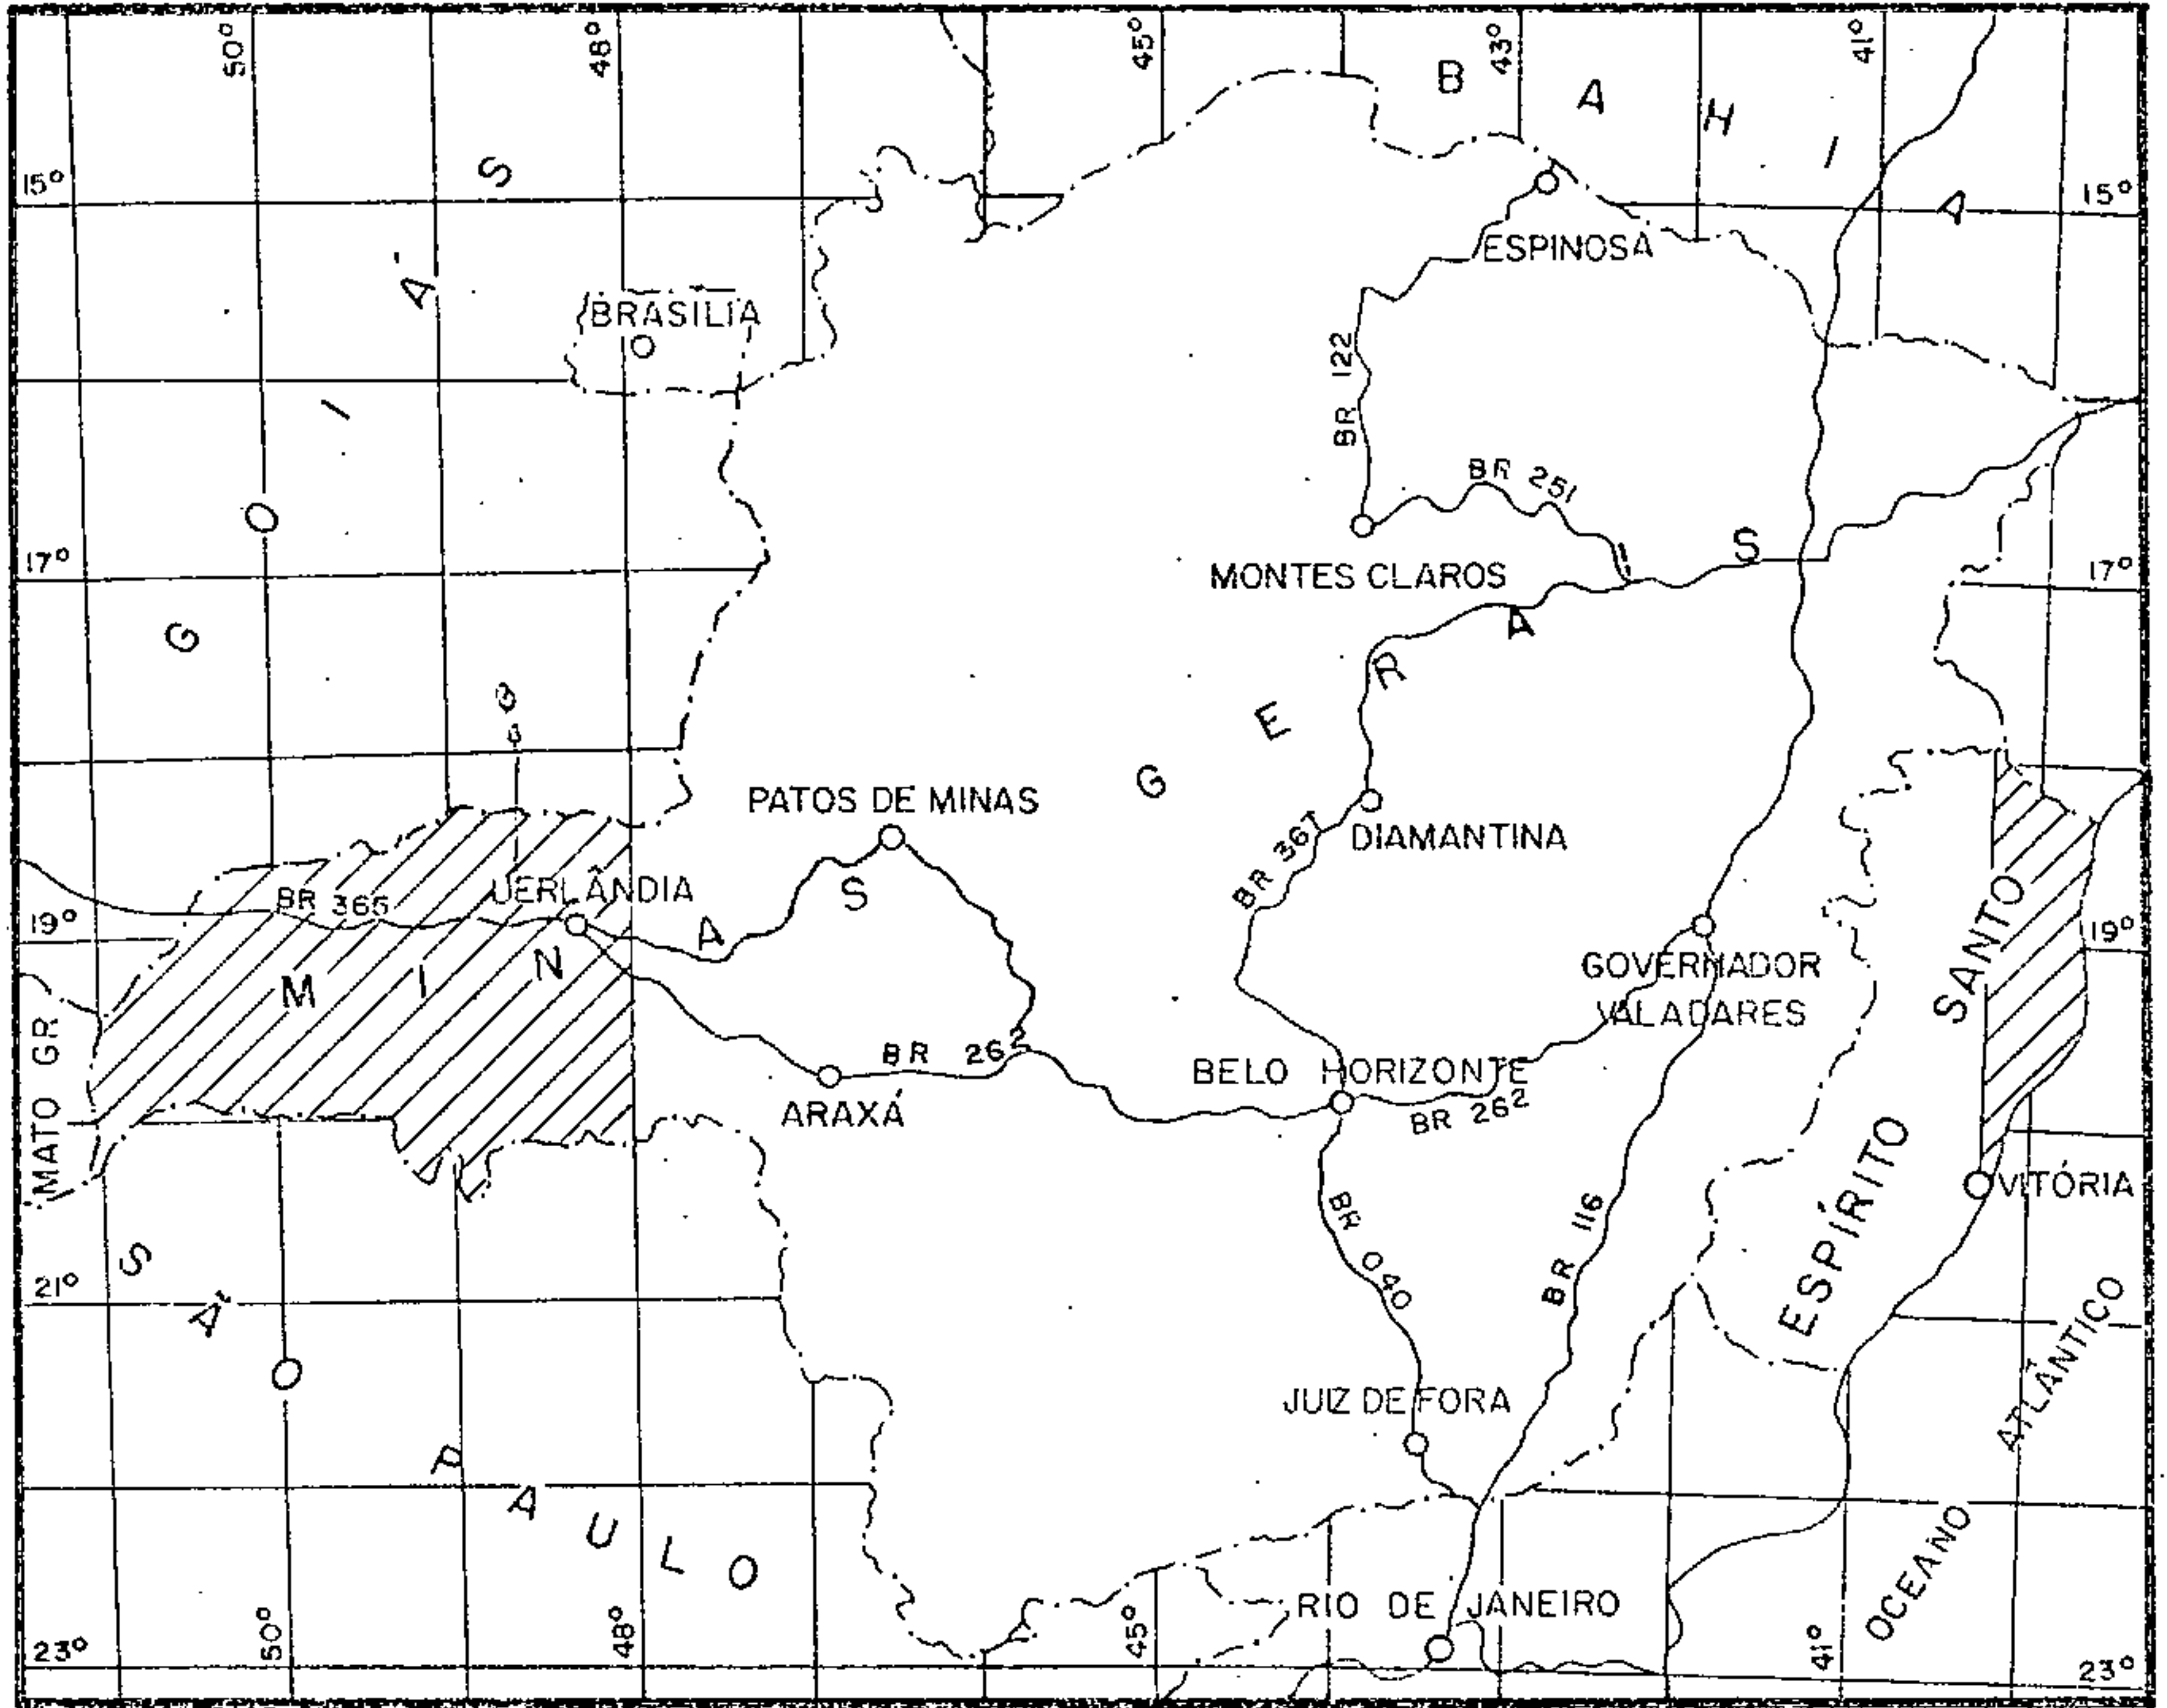 50°
48°
45°
43°
41°
BAHIA
15°
15°
GOIÁS
BRASÍLIA
ESPINOSA
BR 122
BR 251
MONTES CLAROS
17°
17°
MINAS GERAIS
PATOS DE MINAS
DIAMANTINA
BR 367
UERLÂNDIA
BR 365
19°
19°
GOVERNADOR
VALADARES
ESPÍRITO SANTO
MATO GR.
BR 262
ARAXÁ
BELO HORIZONTE
BR 262
VITÓRIA
BR 040
BR 116
21°
SÃO PAULO
JUIZ DE FORA
OCEANO ATLÂNTICO
RIO DE JANEIRO
23°
50°
48°
45°
41°
23°